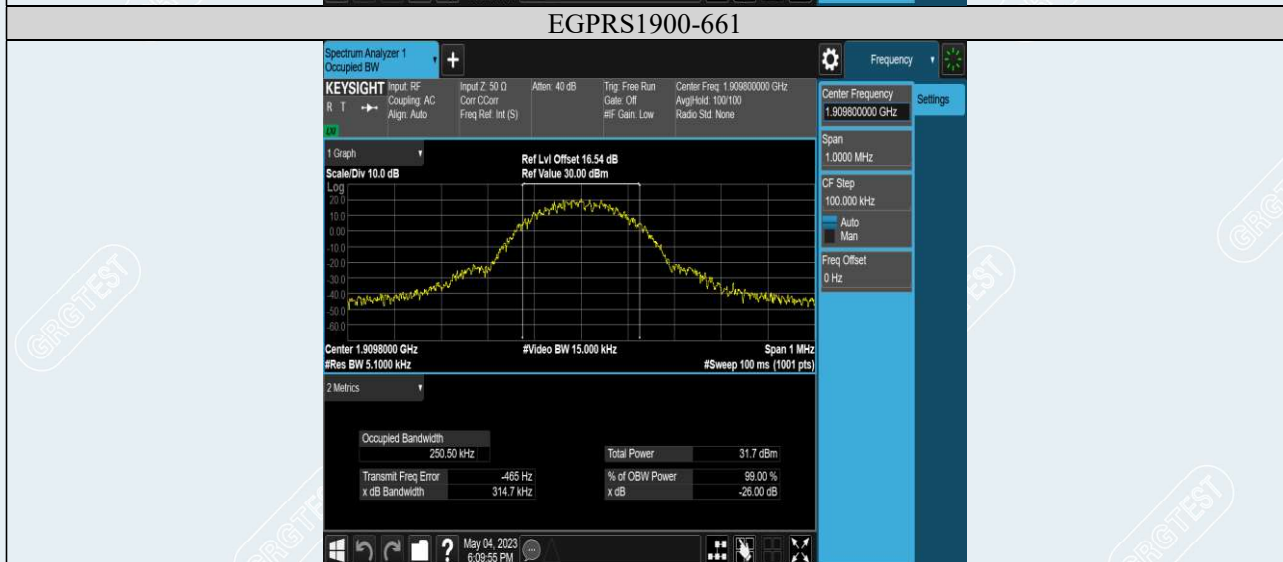 EGPRS1900-661
Spectrum Analyzer 1
Occupied BW
+
Frequency
KEYSIGHT
R T
Input: RF
Coupling: AC
Align: Auto
Input Z: 50 Ω
Corr CCorr
Freq Ref: Int (S)
Atten: 40 dB
Trig: Free Run
Gate: Off
#IF Gain: Low
Center Freq: 1.909800000 GHz
Avg|Hold: 100/100
Radio Std: None
Center Frequency
1.909800000 GHz
Settings
Span
1.0000 MHz
CF Step
100.000 kHz
Auto
Man
Freq Offset
0 Hz
1 Graph
Scale/Div 10.0 dB
Ref Lvl Offset 16.54 dB
Ref Value 30.00 dBm
Log
20.0
10.0
0.00
-10.0
-20.0
-30.0
-40.0
-50.0
-60.0
Center 1.9098000 GHz
#Video BW 15.000 kHz
Span 1 MHz
#Res BW 5.1000 kHz
#Sweep 100 ms (1001 pts)
2 Metrics
Occupied Bandwidth
250.50 kHz
Total Power 31.7 dBm
Transmit Freq Error -465 Hz
% of OBW Power 99.00 %
x dB Bandwidth 314.7 kHz
x dB -26.00 dB
?
May 04, 2023
6:09:55 PM
GRGTEST
GRGTEST
GRGTEST